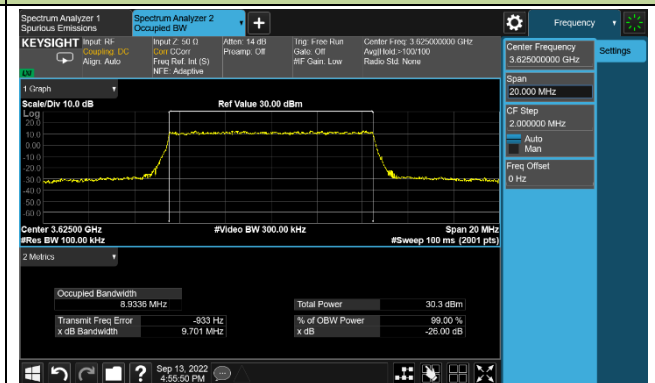 Spectrum Analyzer 1
Spurious Emissions
Spectrum Analyzer 2
Occupied BW
+
Frequency
KEYSIGHT
Input: RF
Coupling: DC
Align: Auto
Input Z: 50 Ω
Corr CCorr
Freq Ref: Int (S)
NFE: Adaptive
Atten: 14 dB
Preamp: Off
Trig: Free Run
Gate: Off
#IF Gain: Low
Center Freq: 3.625000000 GHz
Avg|Hold:>100/100
Radio Std: None
LW
Center Frequency
3.625000000 GHz
Settings
Span
20.000 MHz
CF Step
2.000000 MHz
Auto
Man
Freq Offset
0 Hz
1 Graph
Scale/Div 10.0 dB
Ref Value 30.00 dBm
Log
20.0
10.0
0.00
-10.0
-20.0
-30.0
-40.0
-50.0
-60.0
Center 3.62500 GHz
#Video BW 300.00 kHz
Span 20 MHz
#Res BW 100.00 kHz
#Sweep 100 ms (2001 pts)
2 Metrics
Occupied Bandwidth
8.9336 MHz
Total Power
30.3 dBm
Transmit Freq Error
-933 Hz
% of OBW Power
99.00 %
x dB Bandwidth
9.701 MHz
x dB
-26.00 dB
?
Sep 13, 2022
4:55:50 PM